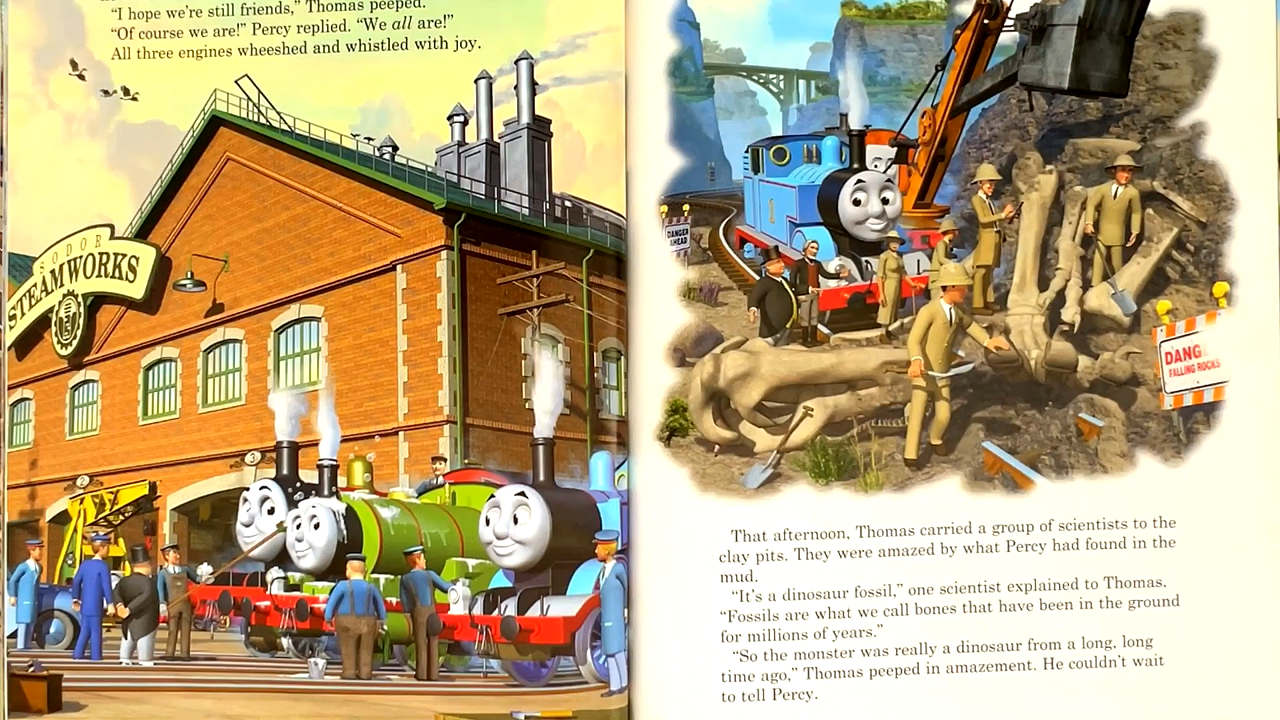 “I hope we’re still friends,” Thomas peeped.
“Of course we are!” Percy replied. “We all are!”
All three engines wheeshed and whistled with joy.
SODOR
STEAMWORKS
2
3
DANGER
AHEAD
DANG
FALLING ROCKS
That afternoon, Thomas carried a group of scientists to the
clay pits. They were amazed by what Percy had found in the
mud.
“It’s a dinosaur fossil,” one scientist explained to Thomas.
“Fossils are what we call bones that have been in the ground
for millions of years.”
“So the monster was really a dinosaur from a long, long
time ago,” Thomas peeped in amazement. He couldn’t wait
to tell Percy.